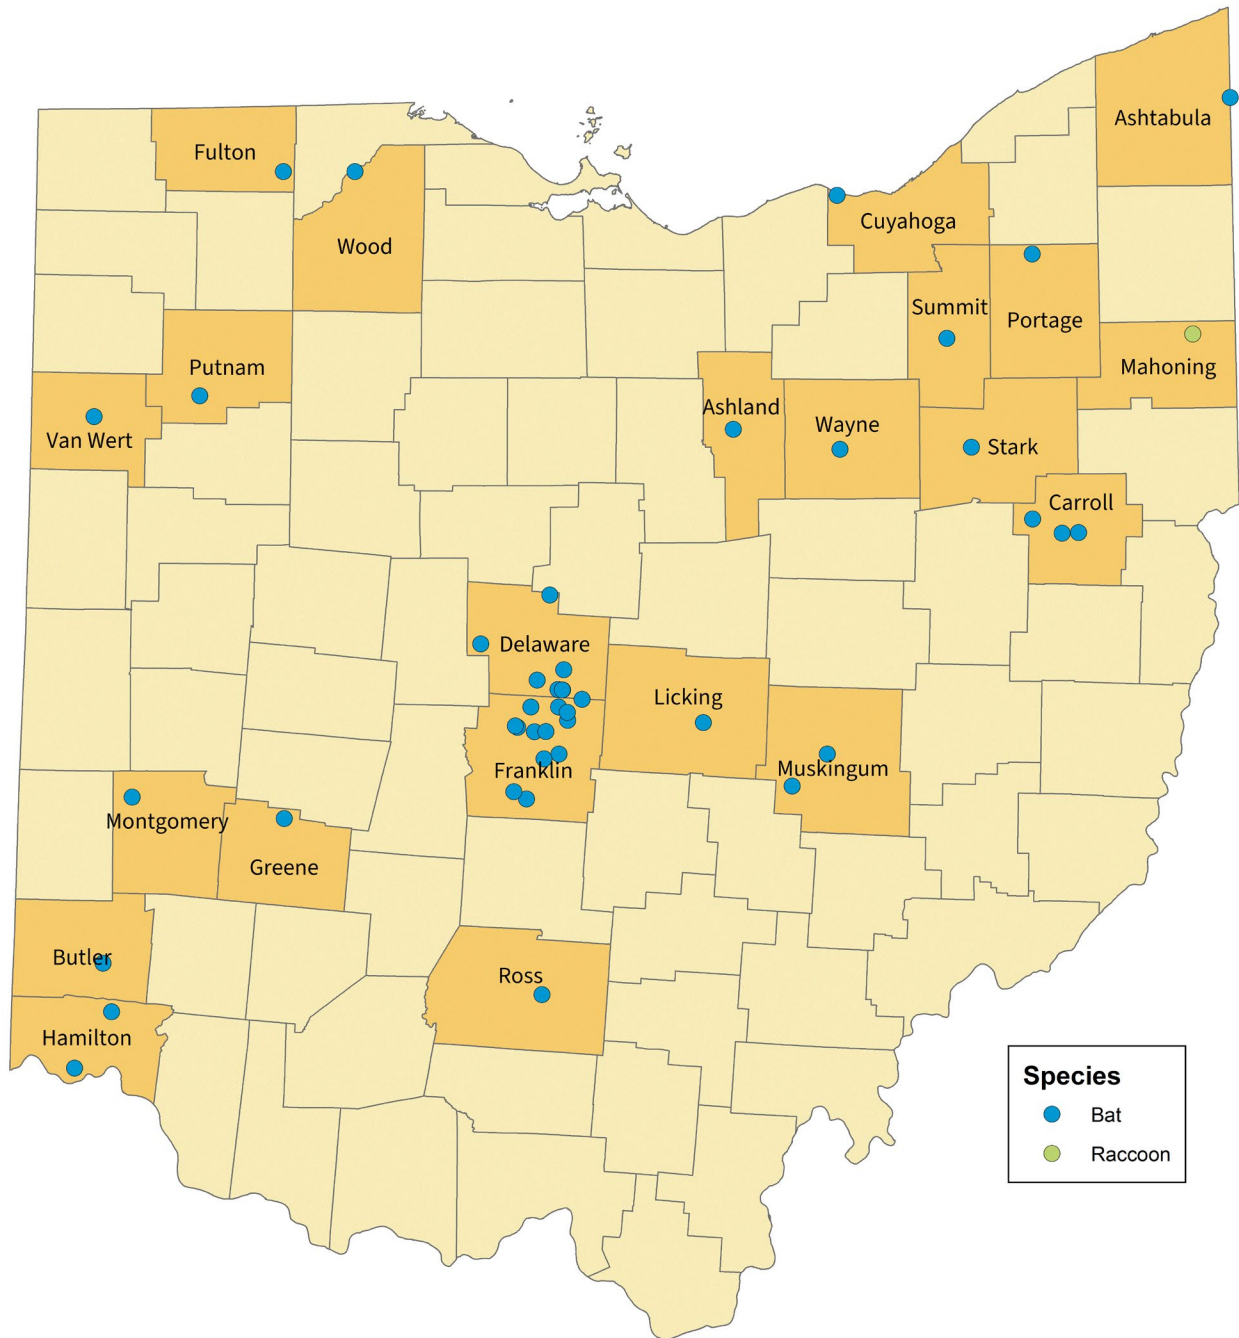 Ashtabula
Fulton
Cuyahoga
Wood
Summit
Portage
Putnam
Mahoning
Ashland
Wayne
Van Wert
Stark
Carroll
Delaware
Licking
Franklin
Muskingum
Montgomery
Greene
Butler
Ross
Hamilton
Species
Bat
Raccoon